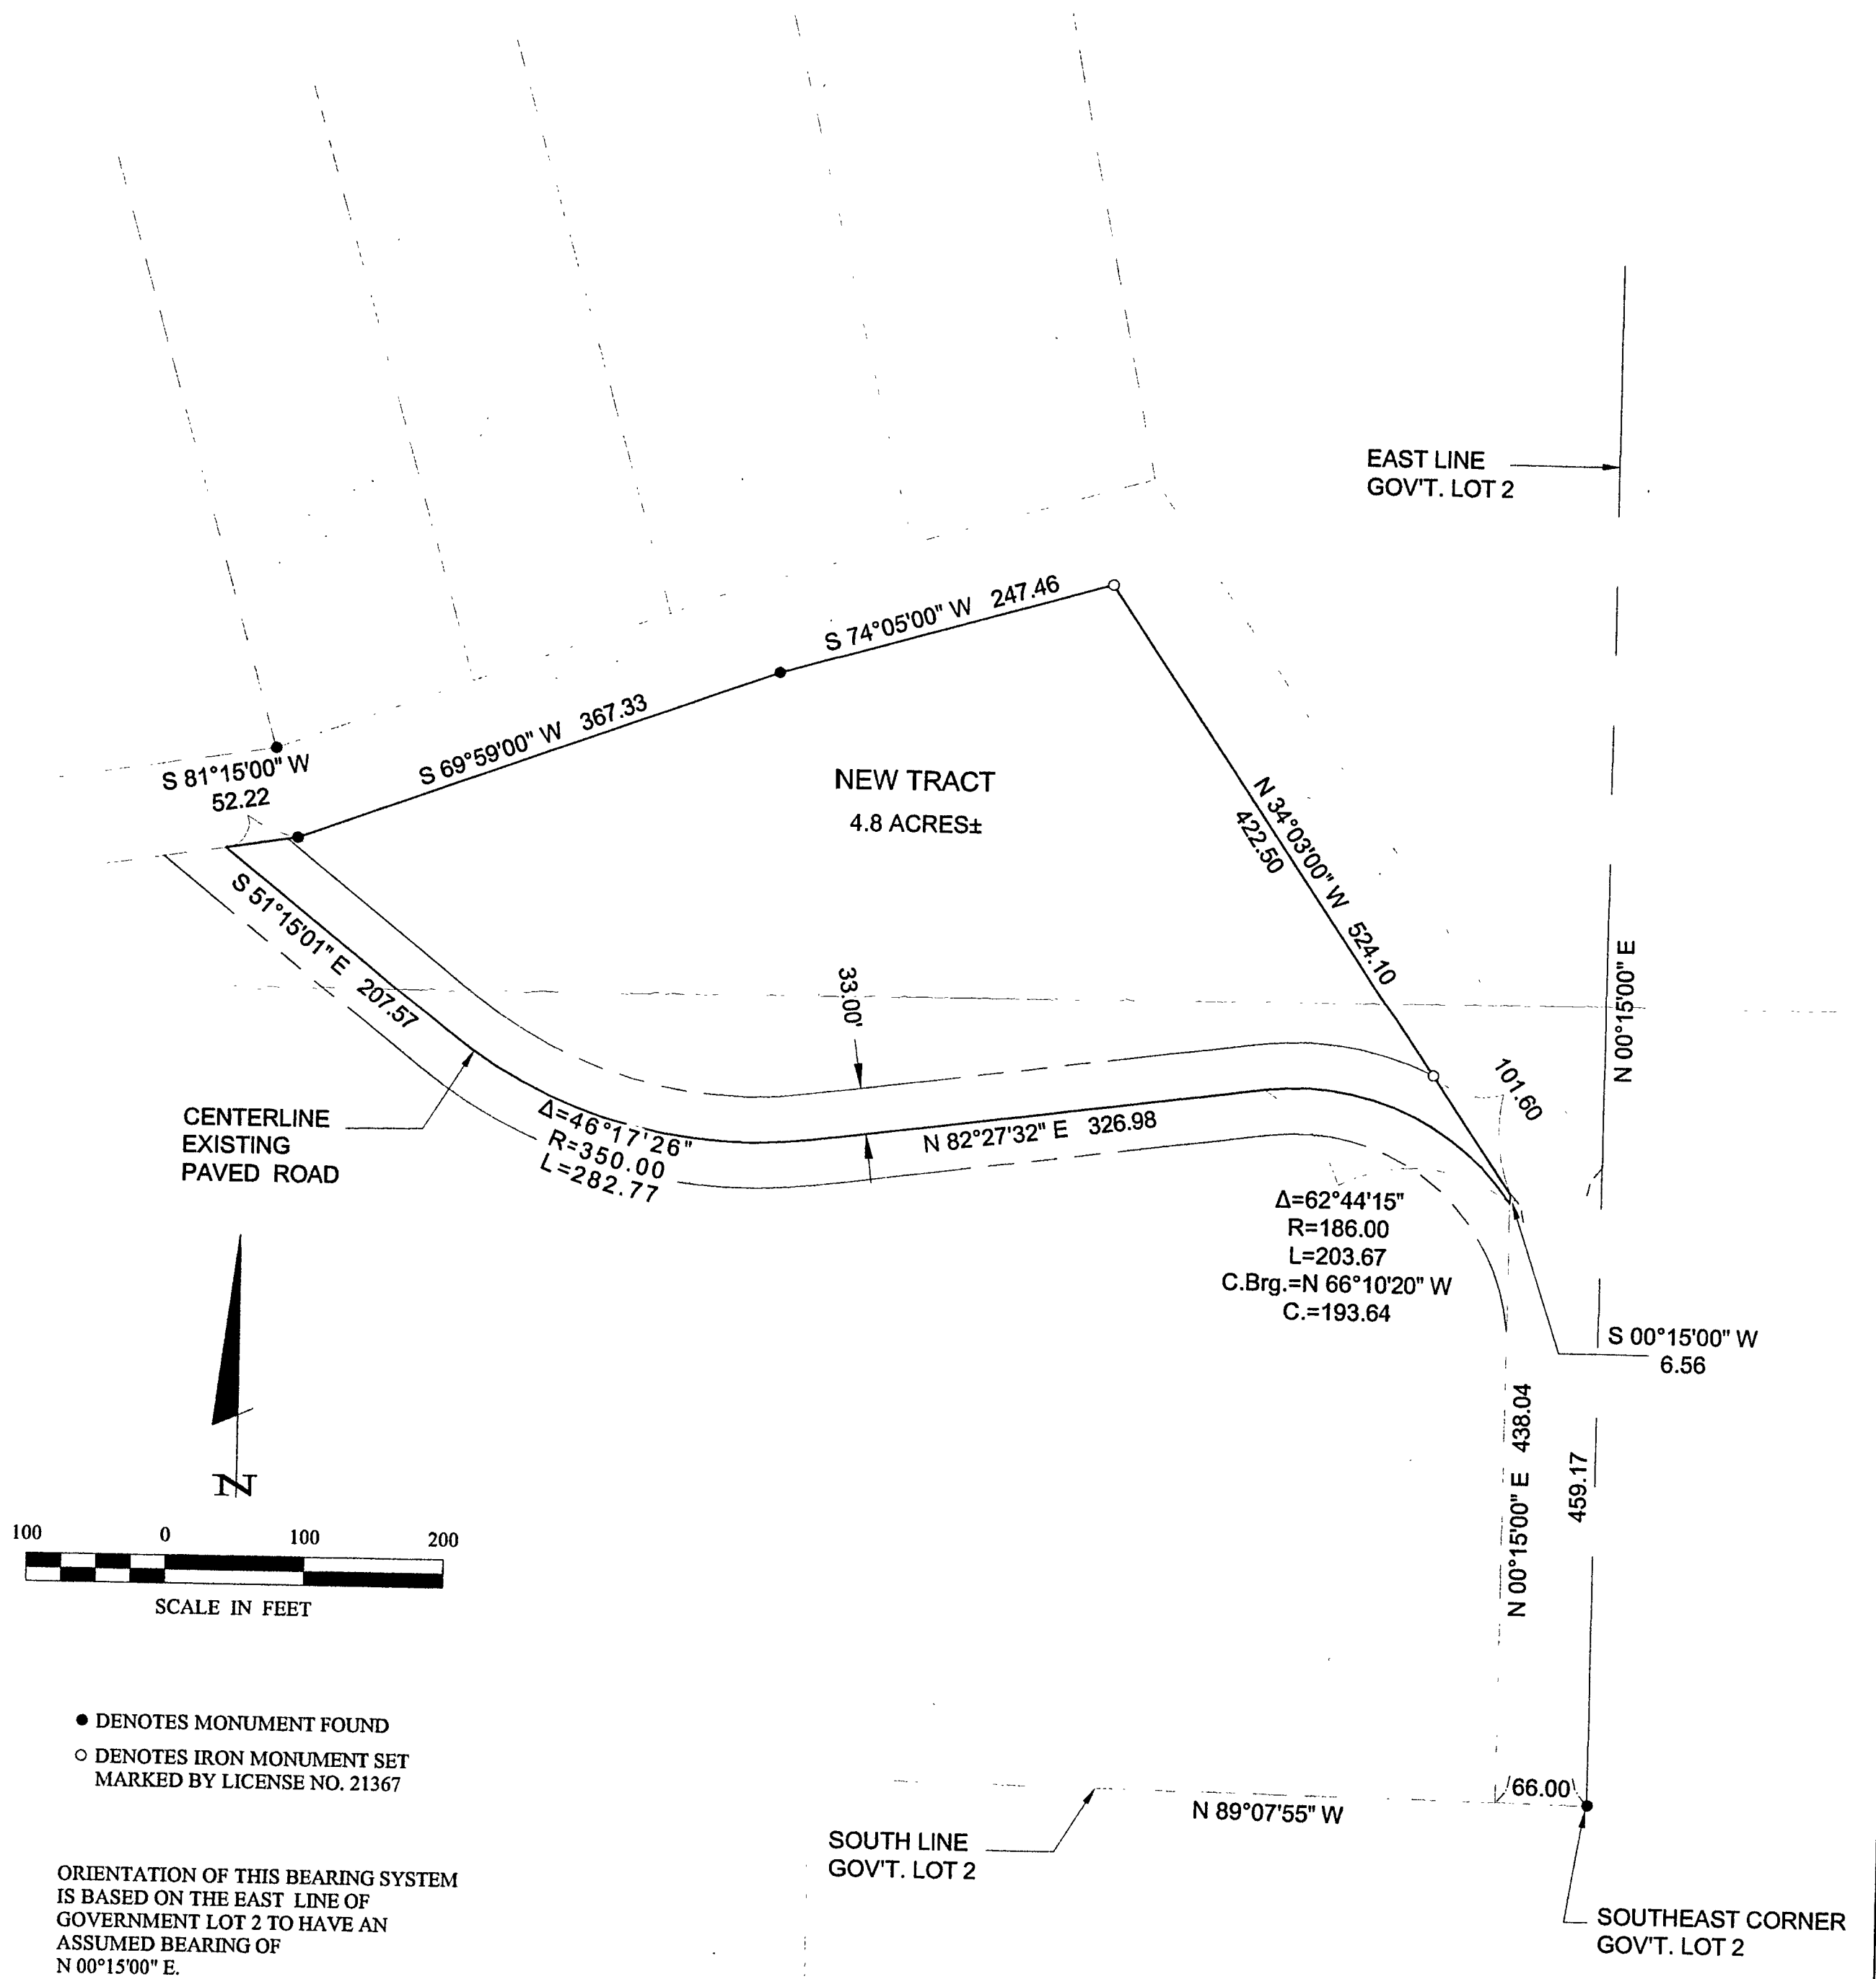 EAST LINE
GOV'T. LOT 2
S 74°05'00" W 247.46
S 69°59'00" W 367.33
S 81°15'00" W
52.22
NEW TRACT
4.8 ACRES±
N 34°03'00" W 524.10
422.50
S 51°15'01" E 207.57
33.00'
N 00°15'00" E
101.60
CENTERLINE
EXISTING
PAVED ROAD
Δ=46°17'26"
R=350.00
L=282.77
N 82°27'32" E 326.98
Δ=62°44'15"
R=186.00
L=203.67
C.Brg.=N 66°10'20" W
C.=193.64
S 00°15'00" W
6.56
N 00°15'00" E 438.04
459.17
N
100 0 100 200
SCALE IN FEET
● DENOTES MONUMENT FOUND
○ DENOTES IRON MONUMENT SET
MARKED BY LICENSE NO. 21367
66.00
N 89°07'55" W
SOUTH LINE
GOV'T. LOT 2
SOUTHEAST CORNER
GOV'T. LOT 2
ORIENTATION OF THIS BEARING SYSTEM
IS BASED ON THE EAST LINE OF
GOVERNMENT LOT 2 TO HAVE AN
ASSUMED BEARING OF
N 00°15'00" E.